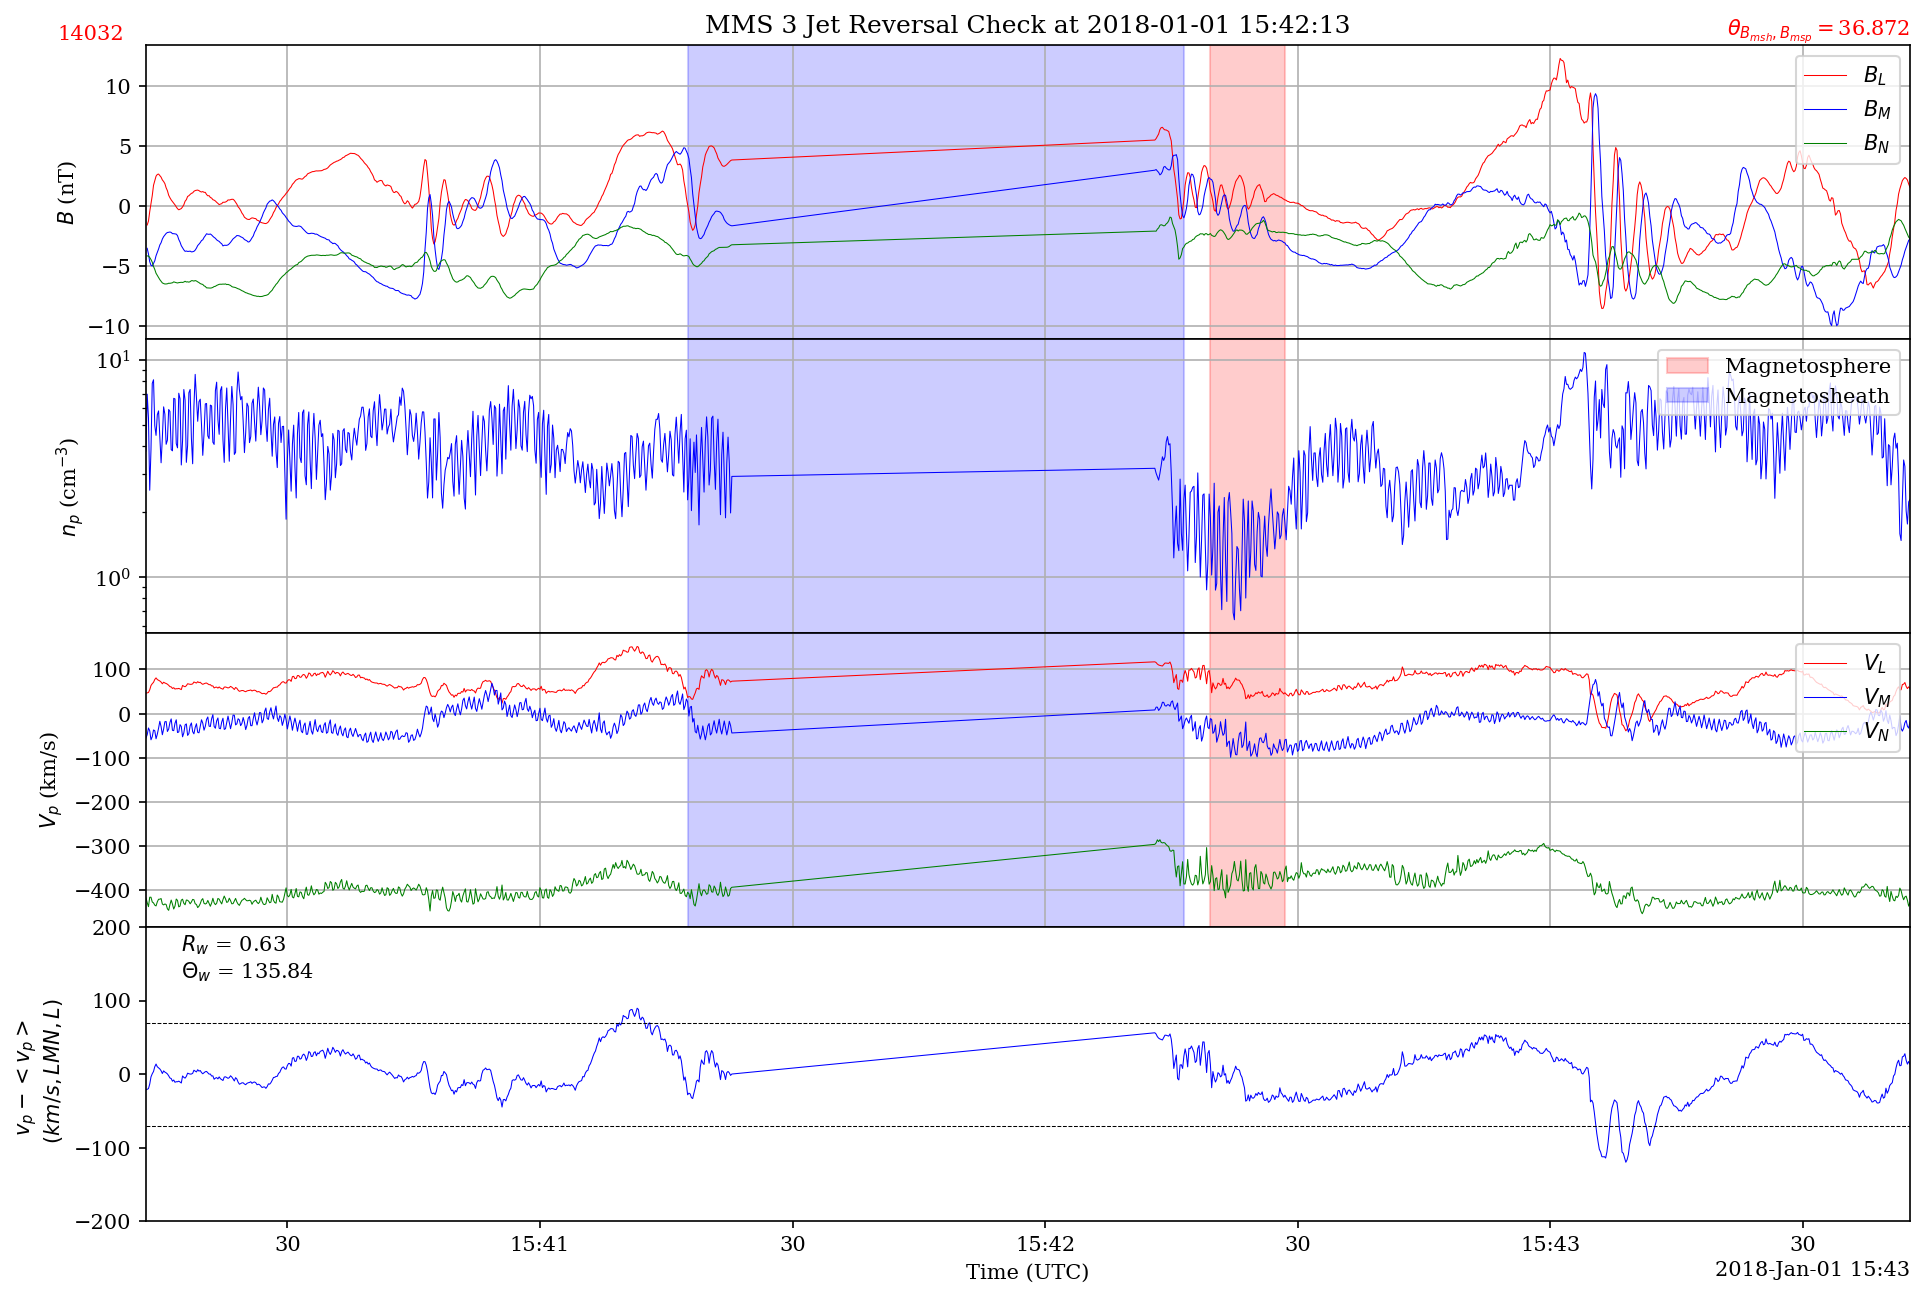 MMS 3 Jet Reversal Check at 2018-01-01 15:42:13
14032
θ_{B_{msh}, B_{msp}} = 36.872
10
5
0
−5
−10
B (nT)
B_L
B_M
B_N
10^1
10^0
n_p (cm^{−3})
Magnetosphere
Magnetosheath
100
0
−100
−200
−300
−400
V_p (km/s)
V_L
V_M
V_N
200
100
0
−100
−200
v_p − < v_p >
(km/s, LMN, L)
R_w = 0.63
Θ_w = 135.84
30 15:41 30 15:42 30 15:43 30
Time (UTC)
2018-Jan-01 15:43